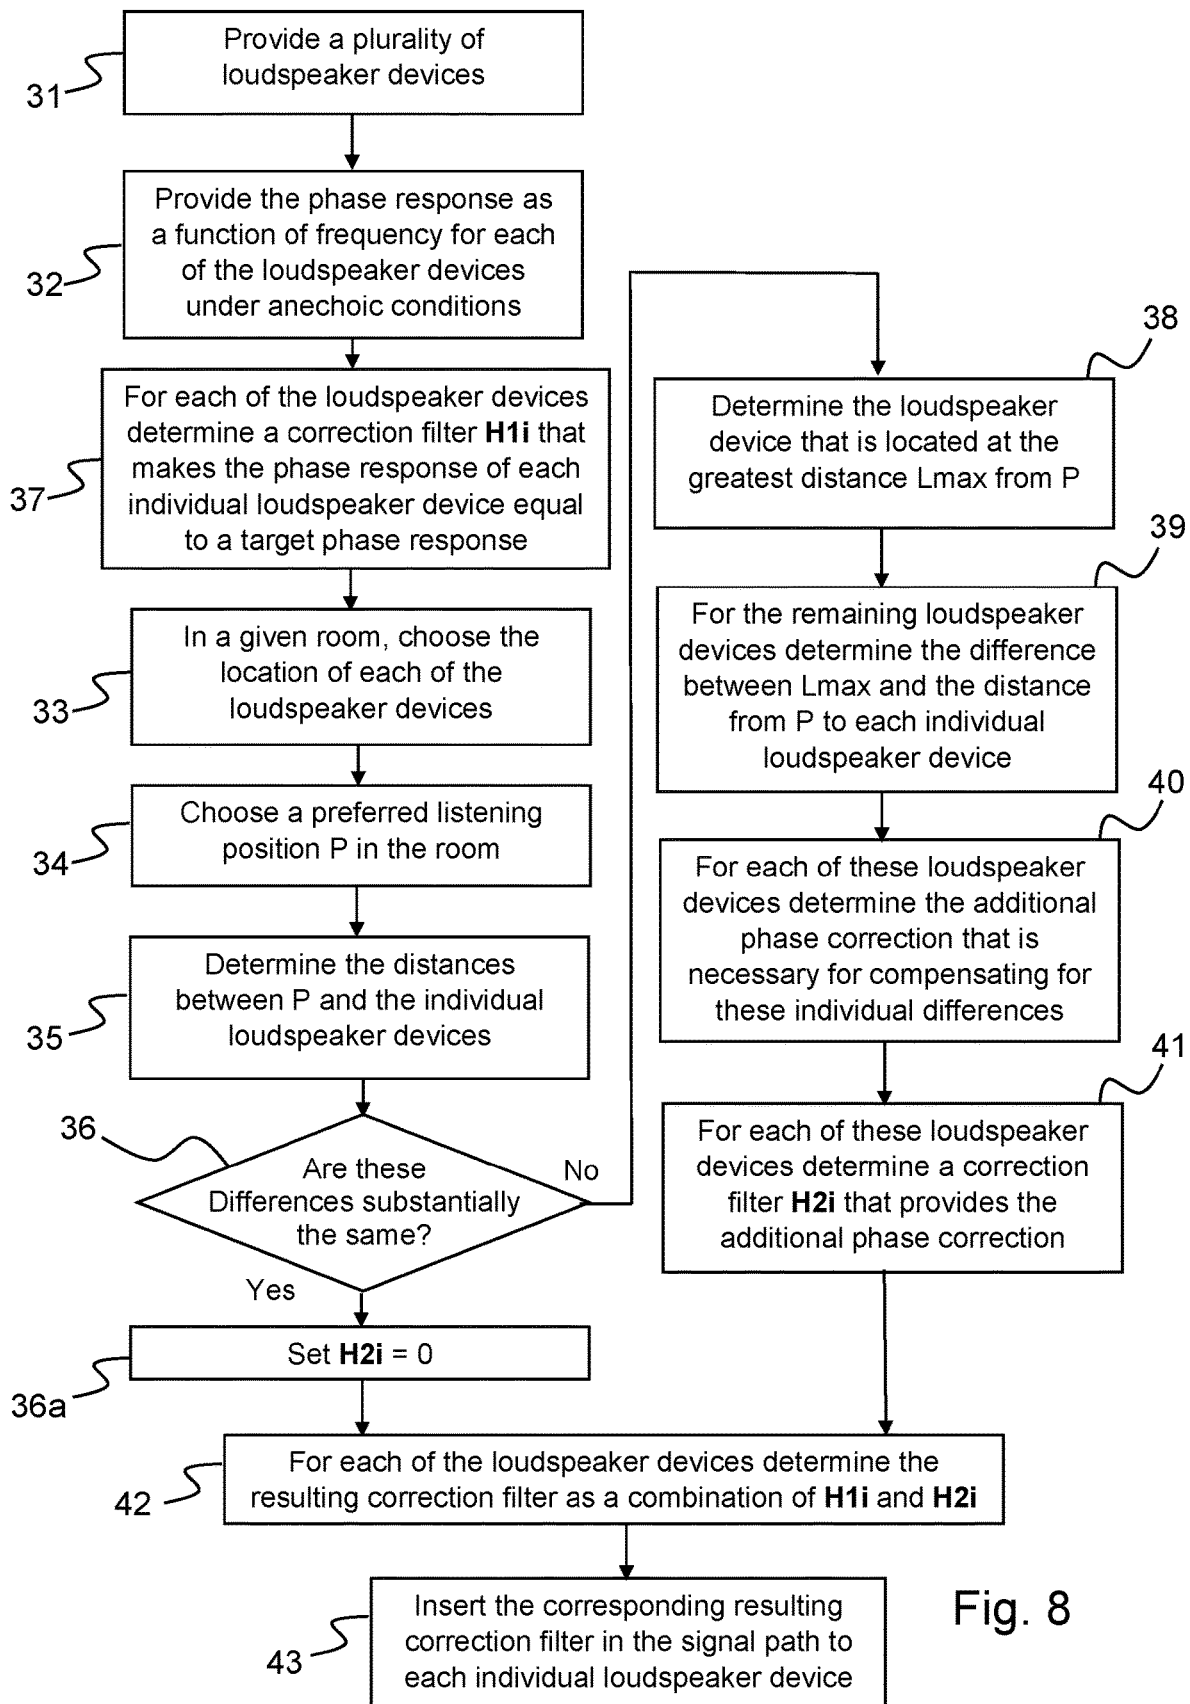 Provide a plurality of
loudspeaker devices
31
Provide the phase response as
a function of frequency for each
of the loudspeaker devices
under anechoic conditions
32
For each of the loudspeaker devices
determine a correction filter H1i that
makes the phase response of each
individual loudspeaker device equal
to a target phase response
37
In a given room, choose the
location of each of the
loudspeaker devices
33
Choose a preferred listening
position P in the room
34
Determine the distances
between P and the individual
loudspeaker devices
35
36
Are these
Differences substantially
the same?
No
Yes
Set H2i = 0
36a
38
Determine the loudspeaker
device that is located at the
greatest distance Lmax from P
39
For the remaining loudspeaker
devices determine the difference
between Lmax and the distance
from P to each individual
loudspeaker device
40
For each of these loudspeaker
devices determine the additional
phase correction that is
necessary for compensating for
these individual differences
41
For each of these loudspeaker
devices determine a correction
filter H2i that provides the
additional phase correction
For each of the loudspeaker devices determine the
resulting correction filter as a combination of H1i and H2i
42
Insert the corresponding resulting
correction filter in the signal path to
each individual loudspeaker device
43
Fig. 8